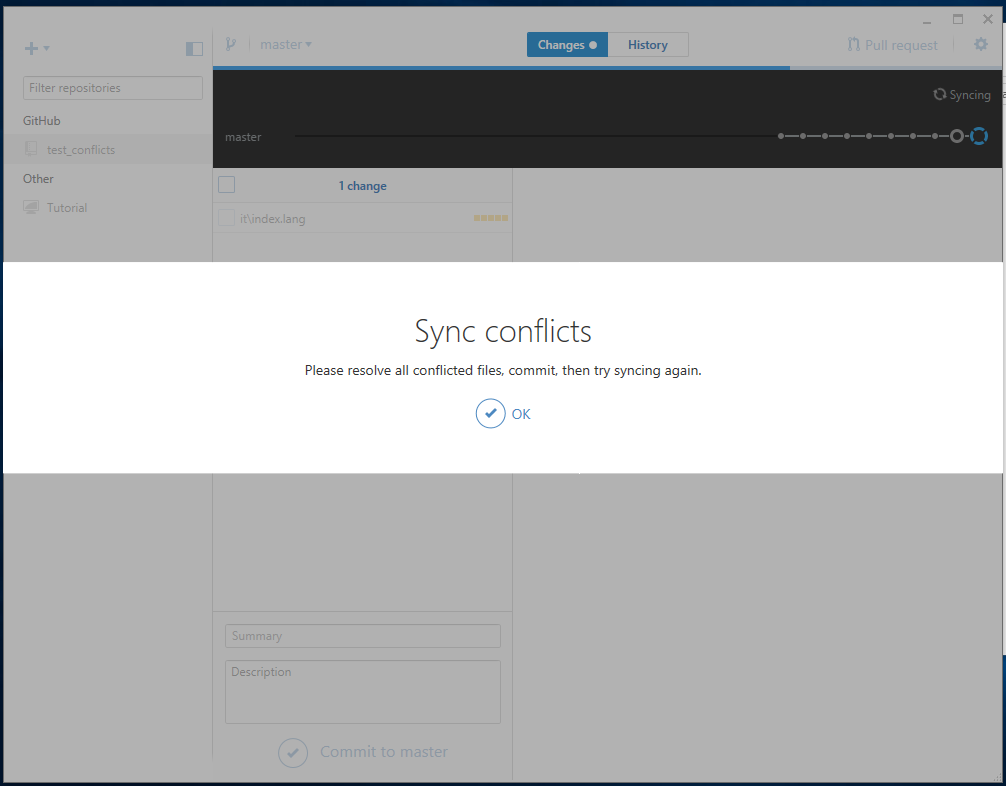 master
Changes
History
Pull request
Filter repositories
GitHub
test_conflicts
Other
Tutorial
Syncing
master
1 change
it\index.lang
Sync conflicts
Please resolve all conflicted files, commit, then try syncing again.
OK
Summary
Description
Commit to master